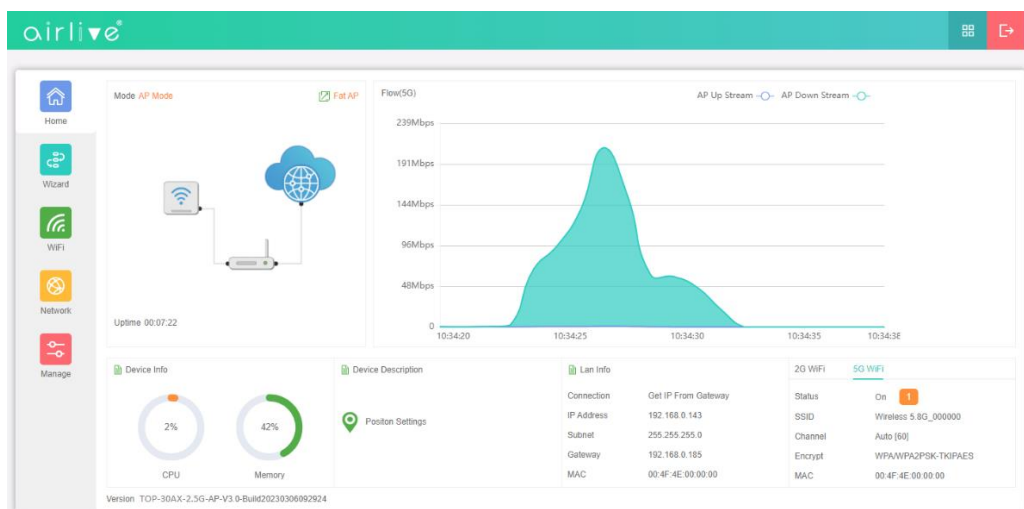 airlive®
Home
Wizard
WiFi
Network
Manage
Mode AP Mode
Fat AP
Uptime 00:07:22
Flow(5G)
AP Up Stream
AP Down Stream
239Mbps
191Mbps
144Mbps
96Mbps
48Mbps
0
10:34:20
10:34:25
10:34:30
10:34:35
10:34:38
Device Info
2%
42%
CPU
Memory
Device Description
Positon Settings
Lan Info
Connection Get IP From Gateway
IP Address 192.168.0.143
Subnet 255.255.255.0
Gateway 192.168.0.185
MAC 00:4F:4E:00:00:00
2G WiFi 5G WiFi
Status On 1
SSID Wireless 5.8G_000000
Channel Auto [60]
Encrypt WPA/WPA2PSK-TKIPAES
MAC 00:4F:4E:00:00:00
Version TOP-30AX-2.5G-AP-V3.0-Build20230306092924